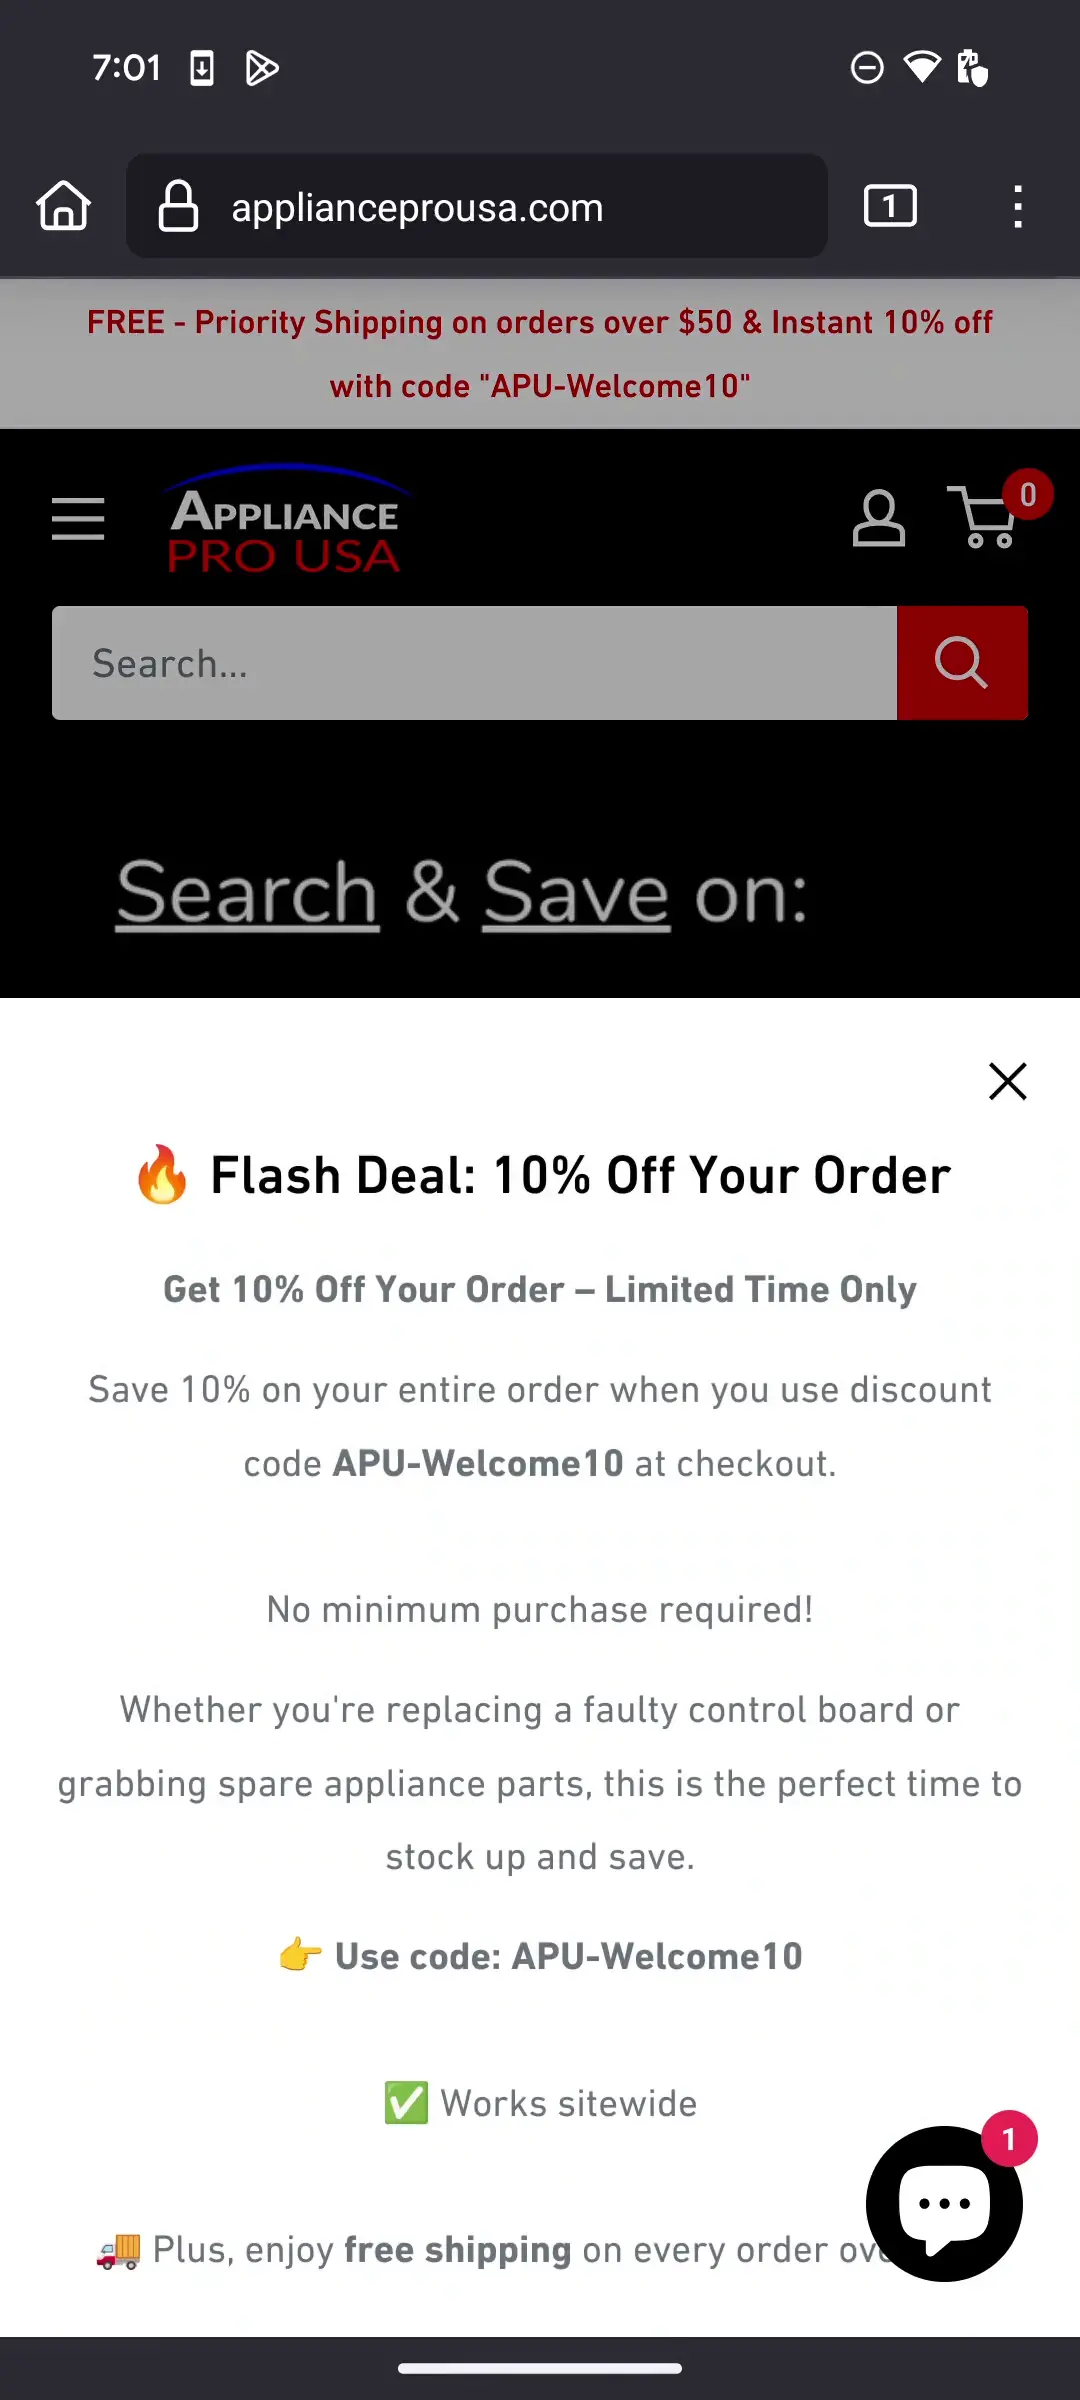 7:01
applianceprousa.com
1
FREE - Priority Shipping on orders over $50 & Instant 10% off
with code "APU-Welcome10"
APPLIANCE
PRO USA
0
Search...
Search & Save on:
🔥 Flash Deal: 10% Off Your Order
Get 10% Off Your Order – Limited Time Only
Save 10% on your entire order when you use discount
code APU-Welcome10 at checkout.
No minimum purchase required!
Whether you're replacing a faulty control board or
grabbing spare appliance parts, this is the perfect time to
stock up and save.
👉 Use code: APU-Welcome10
✅ Works sitewide
1
🚚 Plus, enjoy free shipping on every order